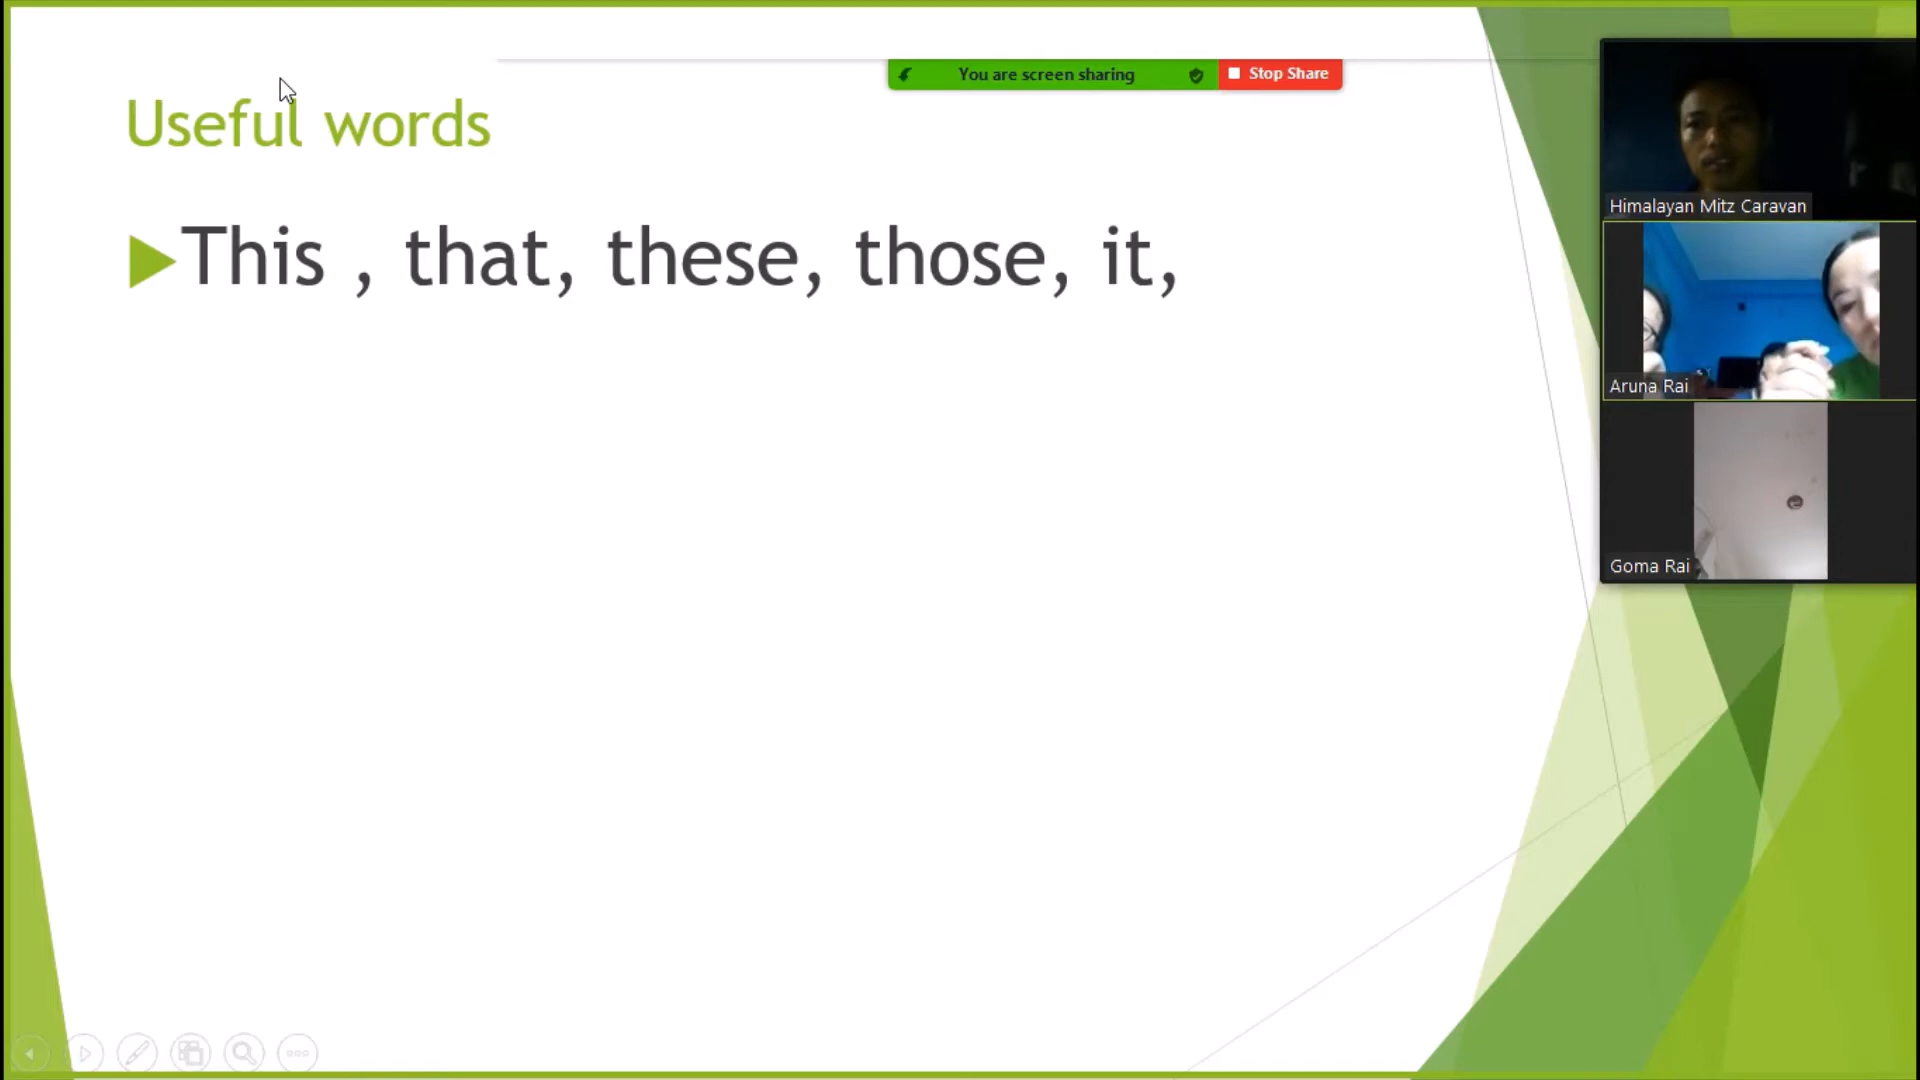 You are screen sharing
Stop Share
Useful words
This , that, these, those, it,
Himalayan Mitz Caravan
Aruna Rai
Goma Rai